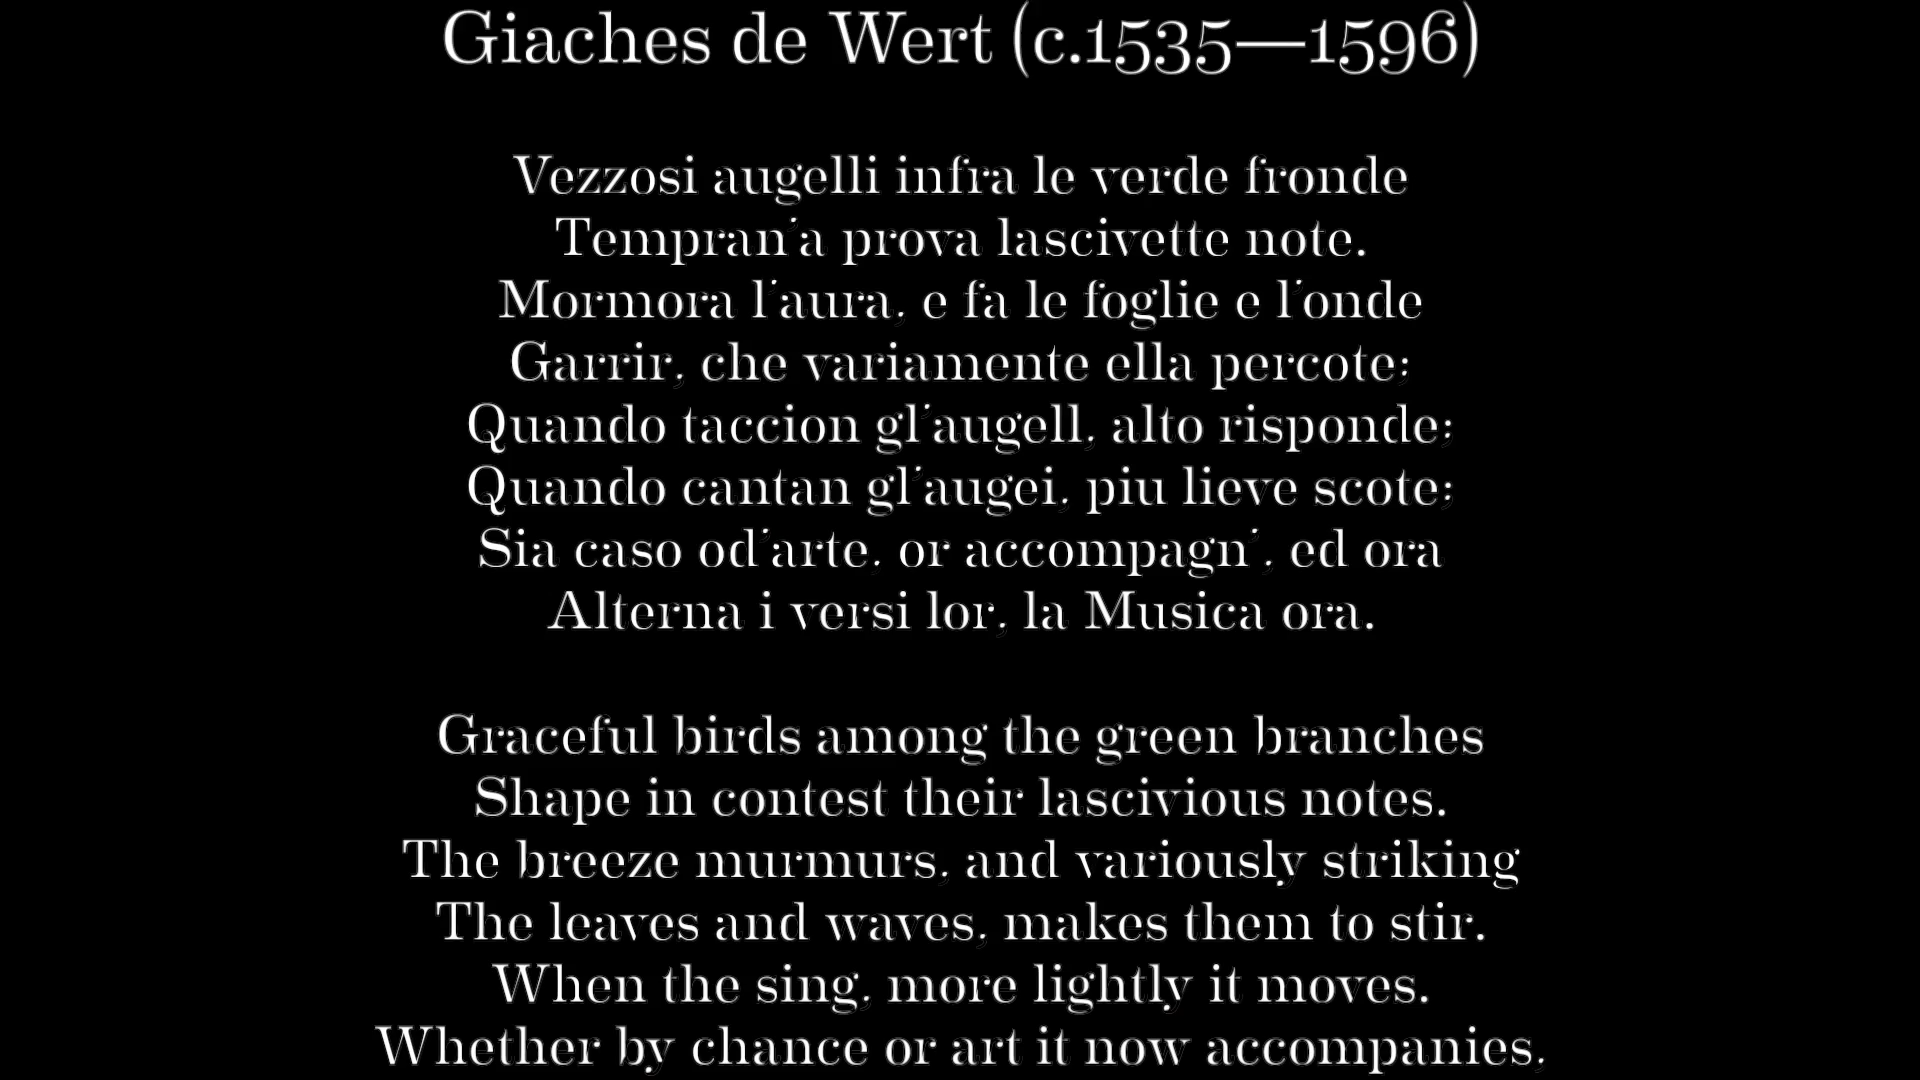 Giaches de Wert (c.1535—1596)
Vezzosi augelli infra le verde fronde
Tempran'a prova lascivette note.
Mormora l'aura, e fa le foglie e l'onde
Garrir, che variamente ella percote;
Quando taccion gl'augell, alto risponde;
Quando cantan gl'augei, piu lieve scote;
Sia caso od'arte, or accompagn', ed ora
Alterna i versi lor, la Musica ora.
Graceful birds among the green branches
Shape in contest their lascivious notes.
The breeze murmurs, and variously striking
The leaves and waves, makes them to stir.
When the sing, more lightly it moves.
Whether by chance or art it now accompanies,